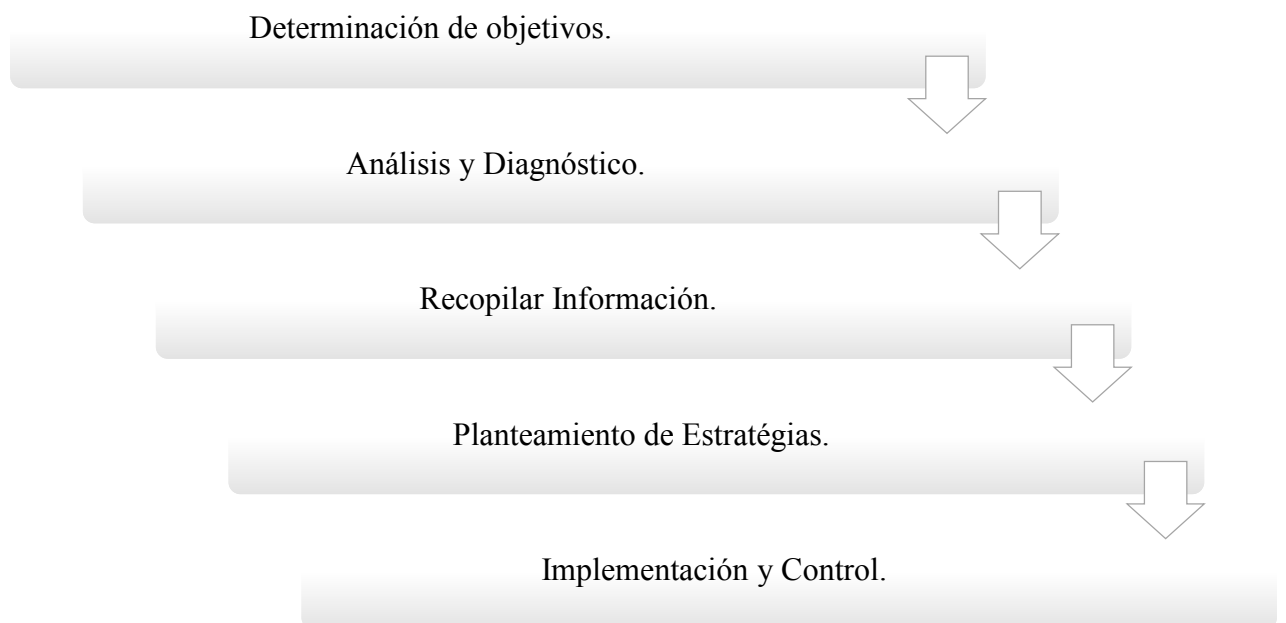 Determinación de objetivos.
Análisis y Diagnóstico.
Recopilar Información.
Planteamiento de Estratégias.
Implementación y Control.